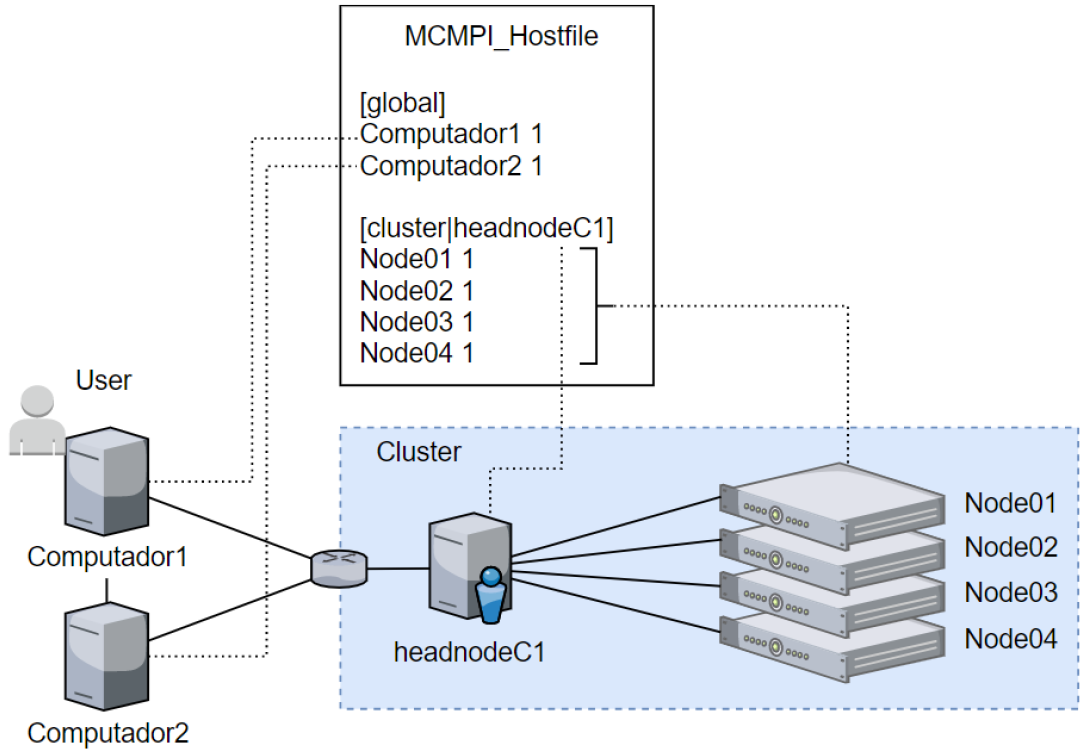 MCMPI_Hostfile
[global]
Computador1 1
Computador2 1
[cluster|headnodeC1]
Node01 1
Node02 1
Node03 1
Node04 1
User
Computador1
Computador2
Cluster
headnodeC1
Node01
Node02
Node03
Node04